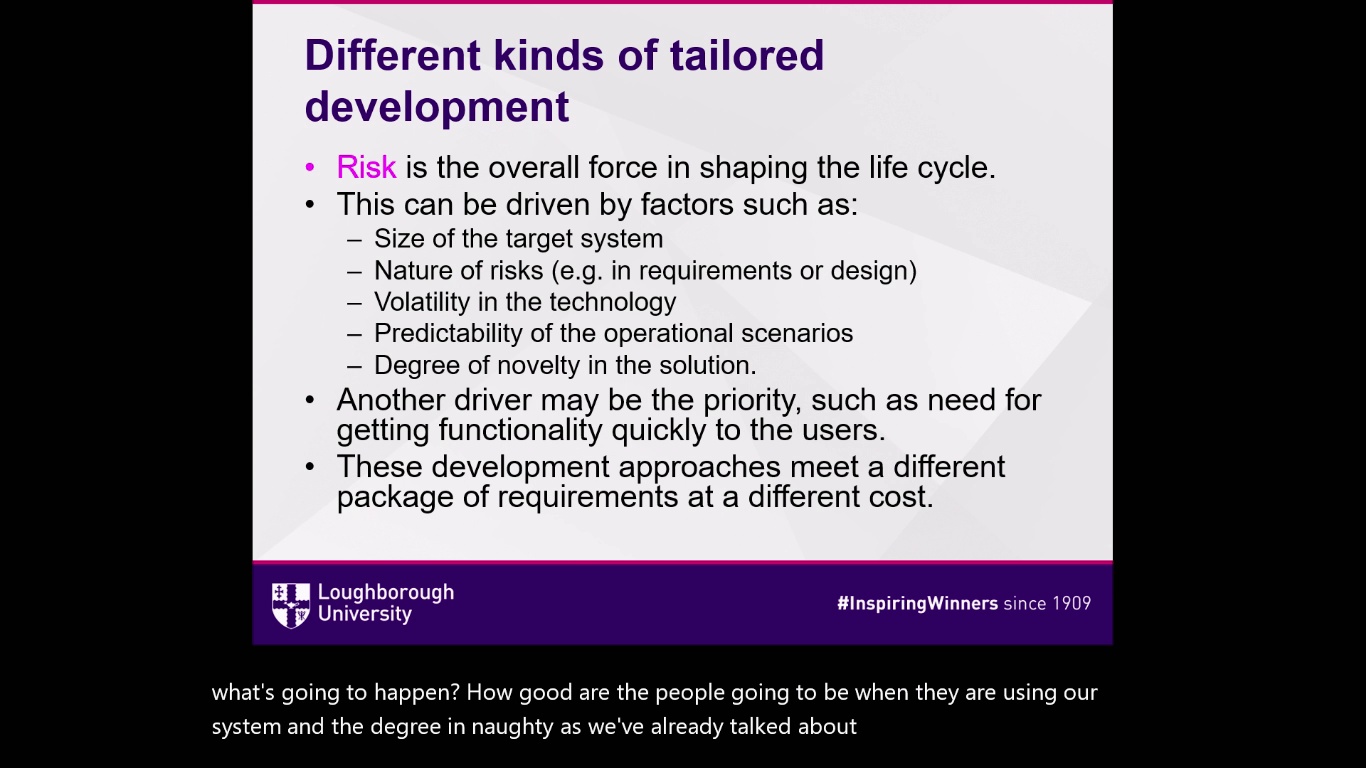 Different kinds of tailored
development
• Risk is the overall force in shaping the life cycle.
• This can be driven by factors such as:
– Size of the target system
– Nature of risks (e.g. in requirements or design)
– Volatility in the technology
– Predictability of the operational scenarios
– Degree of novelty in the solution.
• Another driver may be the priority, such as need for
getting functionality quickly to the users.
• These development approaches meet a different
package of requirements at a different cost.
Loughborough
University
#InspiringWinners since 1909
what's going to happen? How good are the people going to be when they are using our
system and the degree in naughty as we've already talked about